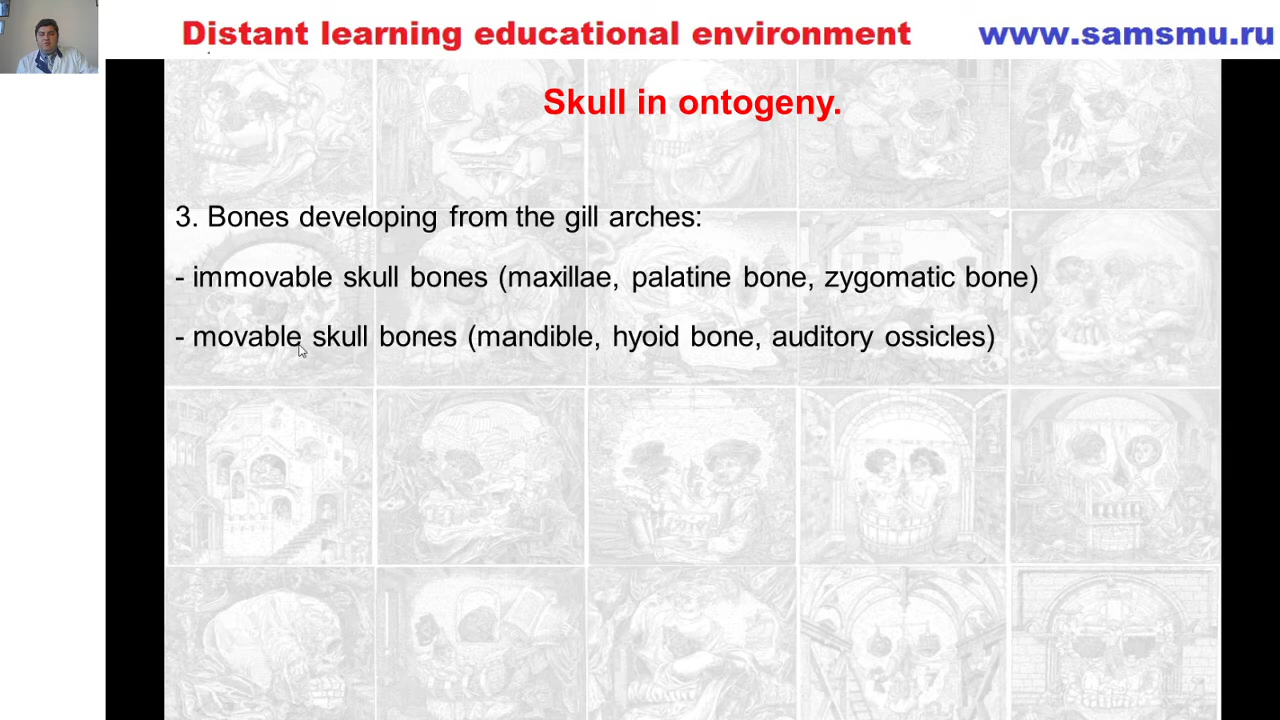 Distant learning educational environment
www.samsmu.ru
Skull in ontogeny.
3. Bones developing from the gill arches:
- immovable skull bones (maxillae, palatine bone, zygomatic bone)
- movable skull bones (mandible, hyoid bone, auditory ossicles)